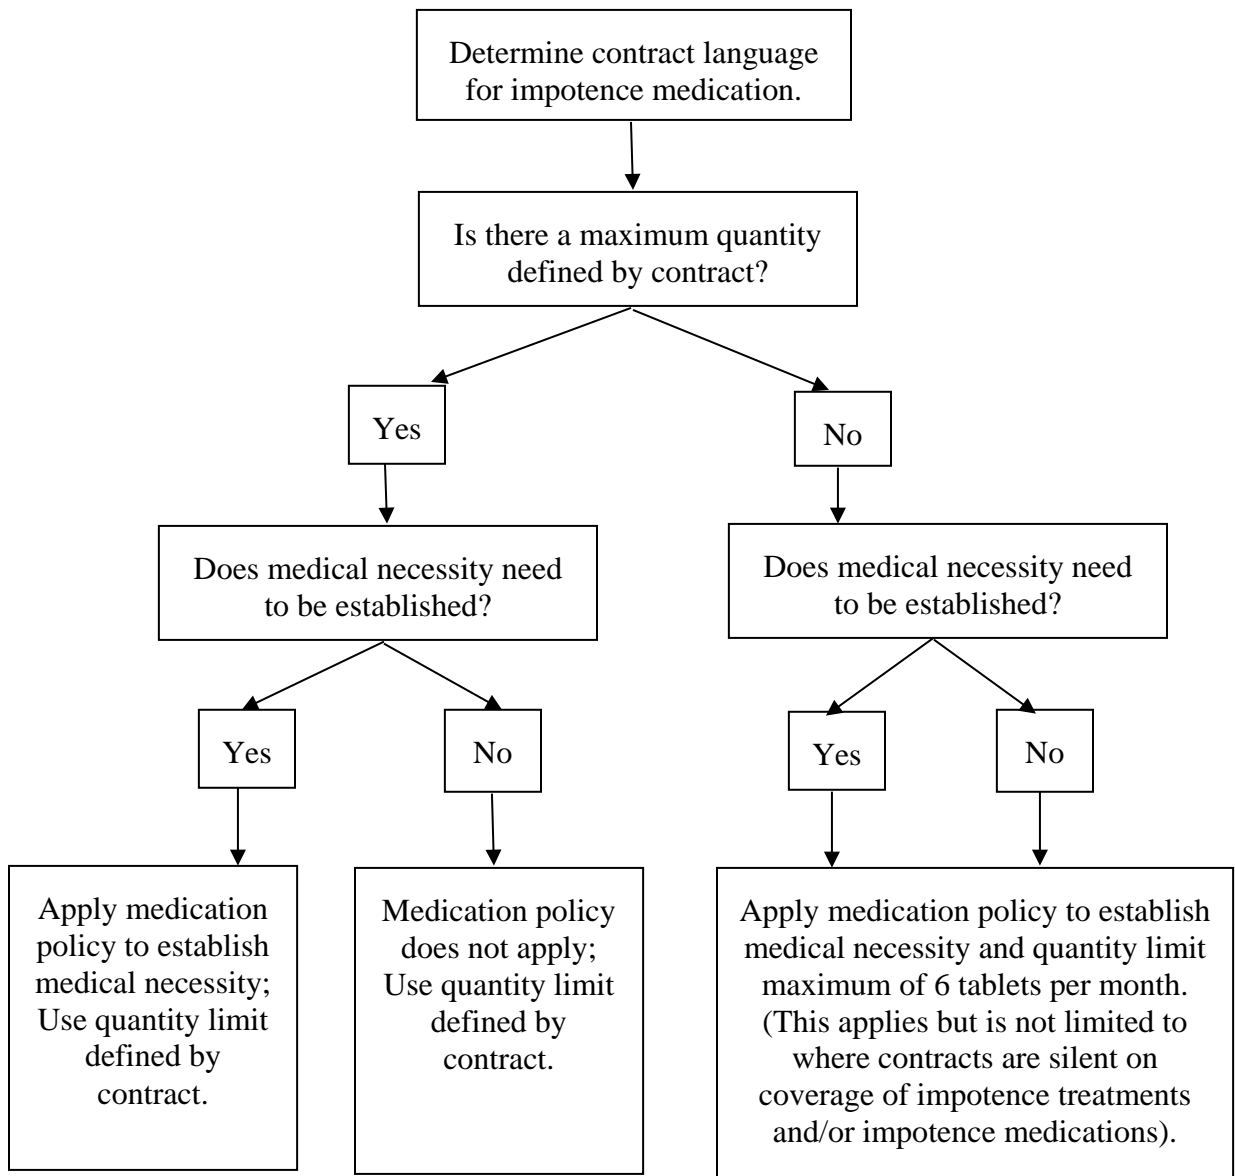 Determine contract language
for impotence medication.
Is there a maximum quantity
defined by contract?
Yes
No
Does medical necessity need
to be established?
Does medical necessity need
to be established?
Yes
No
Yes
No
Apply medication
policy to establish
medical necessity;
Use quantity limit
defined by
contract.
Medication policy
does not apply;
Use quantity limit
defined by
contract.
Apply medication policy to establish
medical necessity and quantity limit
maximum of 6 tablets per month.
(This applies but is not limited to
where contracts are silent on
coverage of impotence treatments
and/or impotence medications).